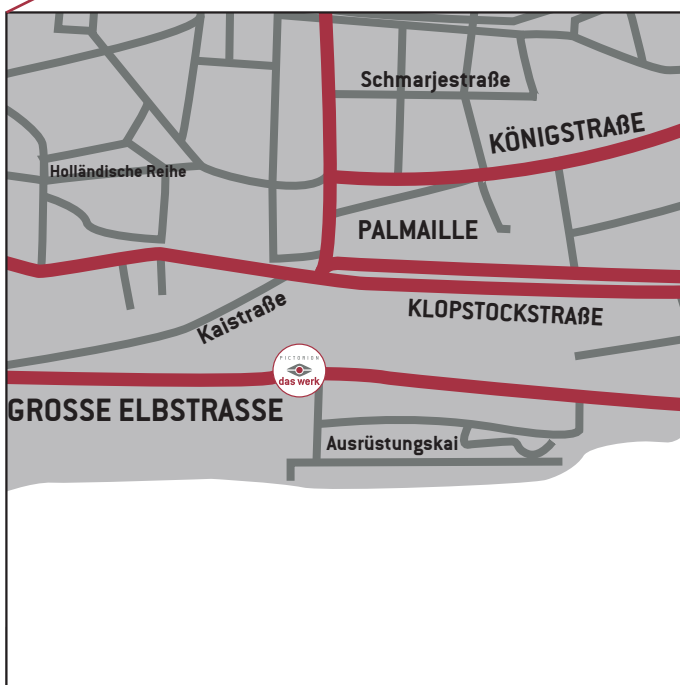 Schmarjestraße
KÖNIGSTRAßE
Holländische Reihe
PALMAILLE
Kaistraße
KLOPSTOCKSTRAßE
PICTORION
das werk
GROSSE ELBSTRASSE
Ausrüstungskai